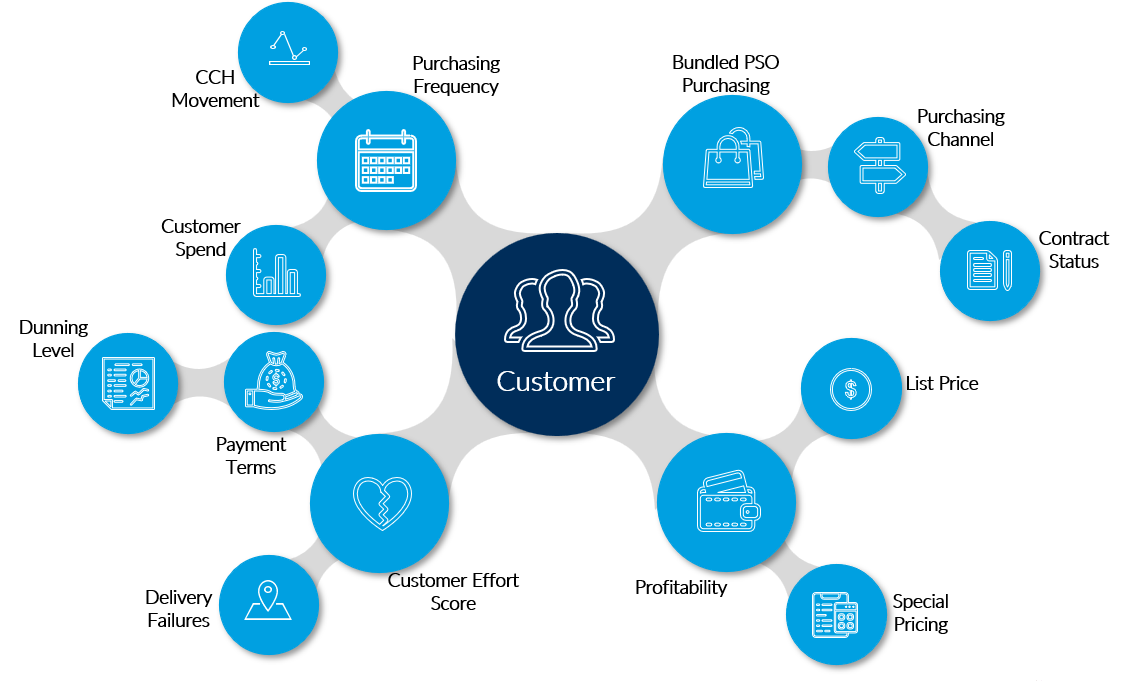 Purchasing
Frequency
Bundled PSO
Purchasing
CCH
Movement
Purchasing
Channel
Customer
Spend
Contract
Status
Dunning
Level
Customer
List Price
Payment
Terms
Customer Effort
Score
Profitability
Delivery
Failures
Special
Pricing